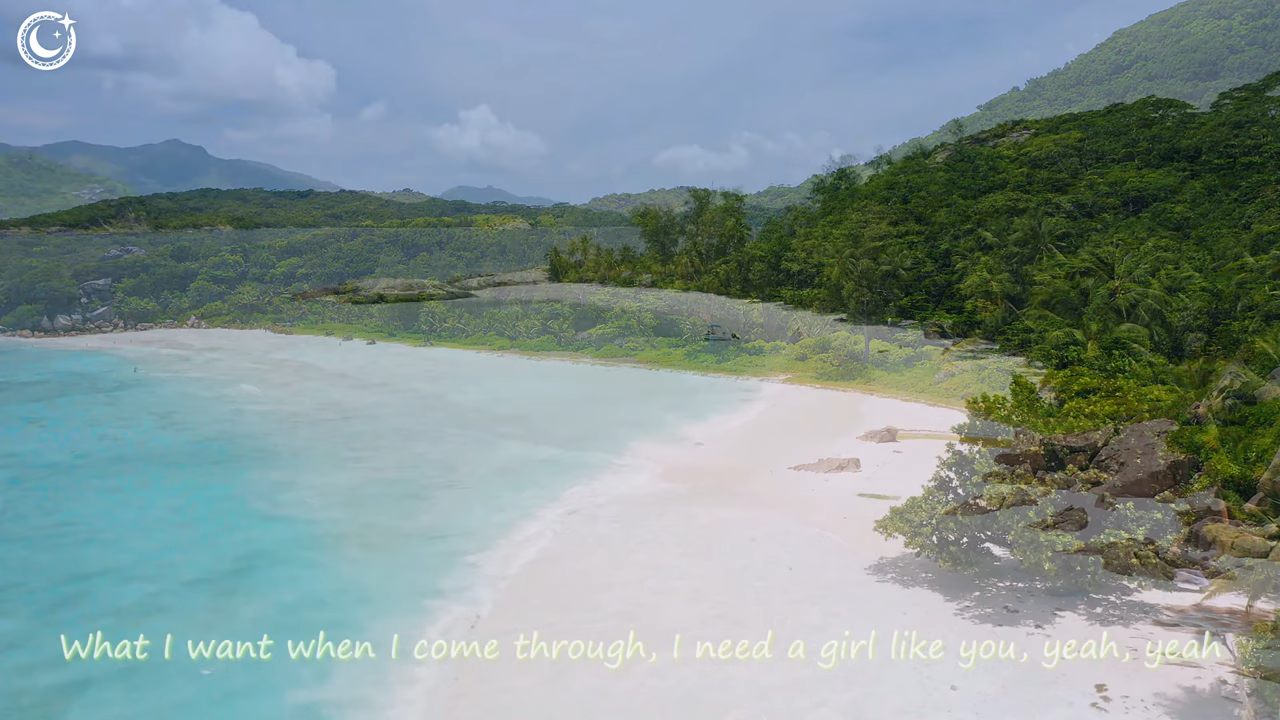 What I want when I come through, I need a girl like you, yeah, yeah